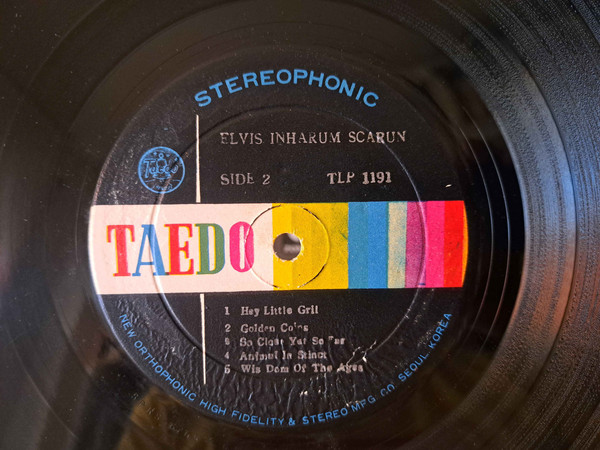 STEREOPHONIC
ELVIS INHARUM SCARUN
SIDE 2 TLP 1191
TAEDO
1 Hey Little Gril
2 Golden Coins
3 So Close Yet So Far
4 Animul In Stinct
5 Wis Dom Of The Ages
NEW ORTHOPHONIC HIGH FIDELITY & STEREO MFG. CO. SEOUL KOREA